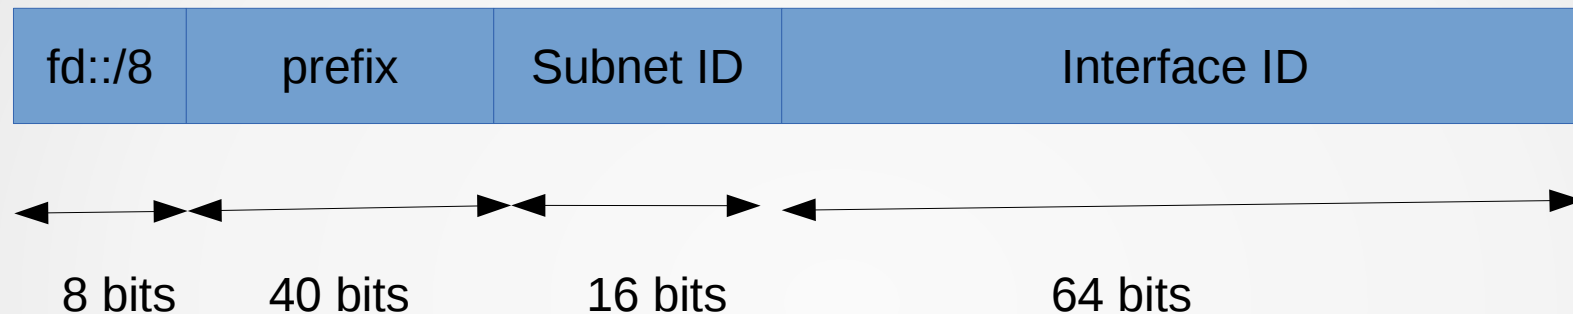 fd::/8 prefix Subnet ID Interface ID
8 bits 40 bits 16 bits 64 bits